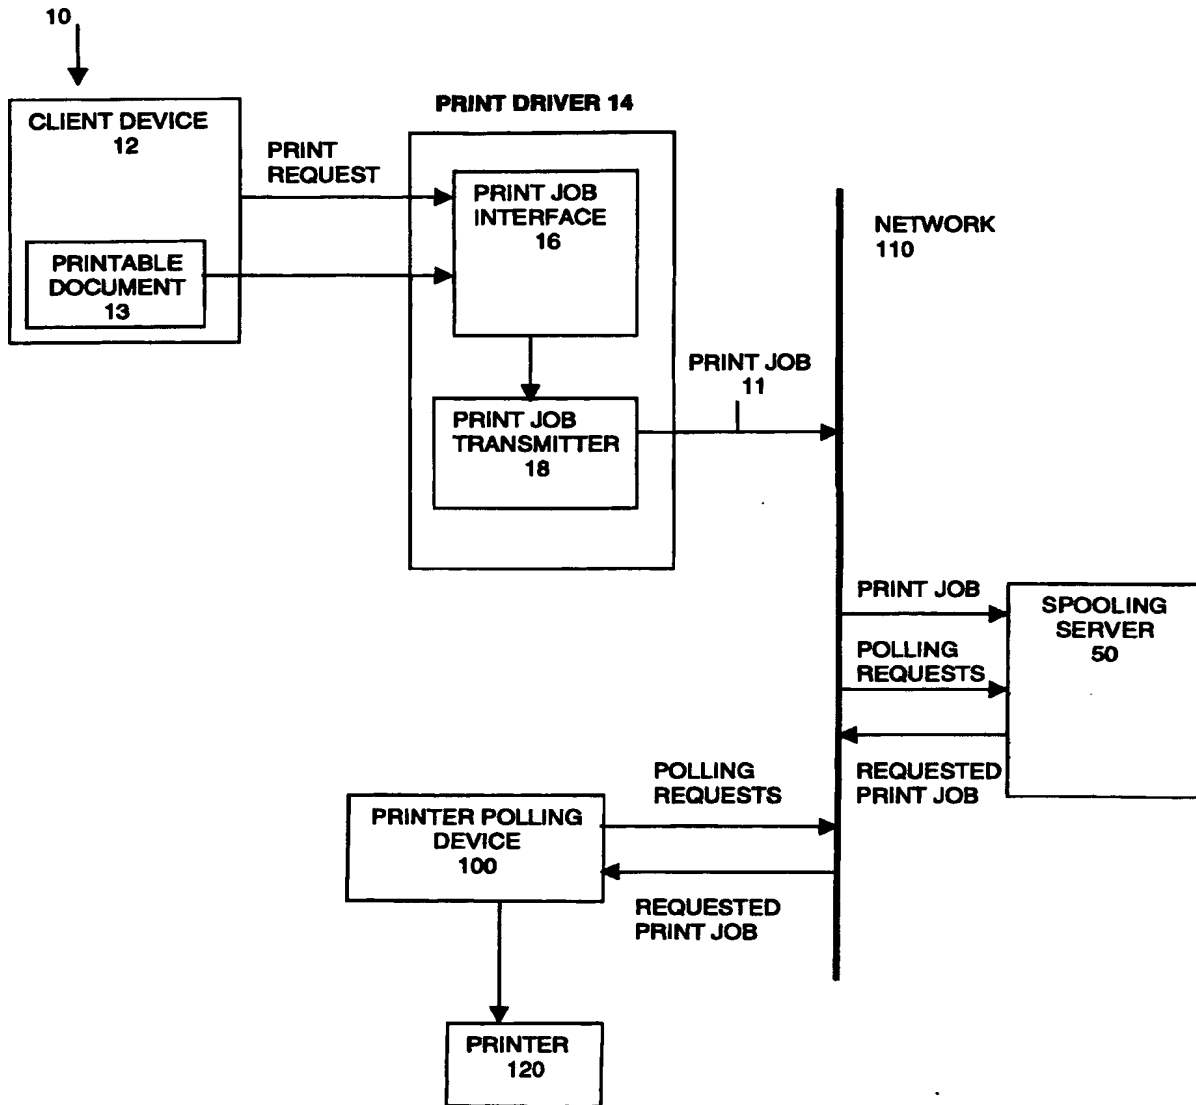 10
CLIENT DEVICE
12
PRINTABLE
DOCUMENT
13
PRINT
REQUEST
PRINT DRIVER 14
PRINT JOB
INTERFACE
16
PRINT JOB
TRANSMITTER
18
PRINT JOB
11
NETWORK
110
PRINT JOB
POLLING
REQUESTS
SPOOLING
SERVER
50
REQUESTED
PRINT JOB
POLLING
REQUESTS
PRINTER POLLING
DEVICE
100
REQUESTED
PRINT JOB
PRINTER
120